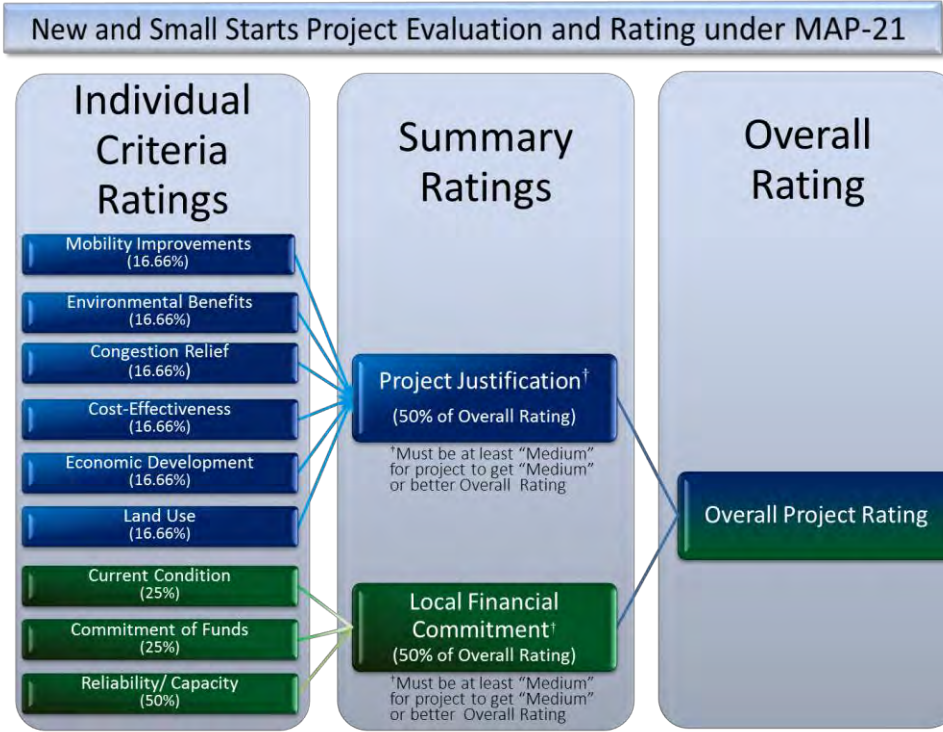 New and Small Starts Project Evaluation and Rating under MAP-21
Individual
Criteria
Ratings
Mobility Improvements
(16.66%)
Environmental Benefits
(16.66%)
Congestion Relief
(16.66%)
Cost-Effectiveness
(16.66%)
Economic Development
(16.66%)
Land Use
(16.66%)
Current Condition
(25%)
Commitment of Funds
(25%)
Reliability/ Capacity
(50%)
Summary
Ratings
Project Justification†
(50% of Overall Rating)
†Must be at least “Medium”
for project to get “Medium”
or better Overall Rating
Local Financial
Commitment†
(50% of Overall Rating)
†Must be at least “Medium”
for project to get “Medium”
or better Overall Rating
Overall
Rating
Overall Project Rating